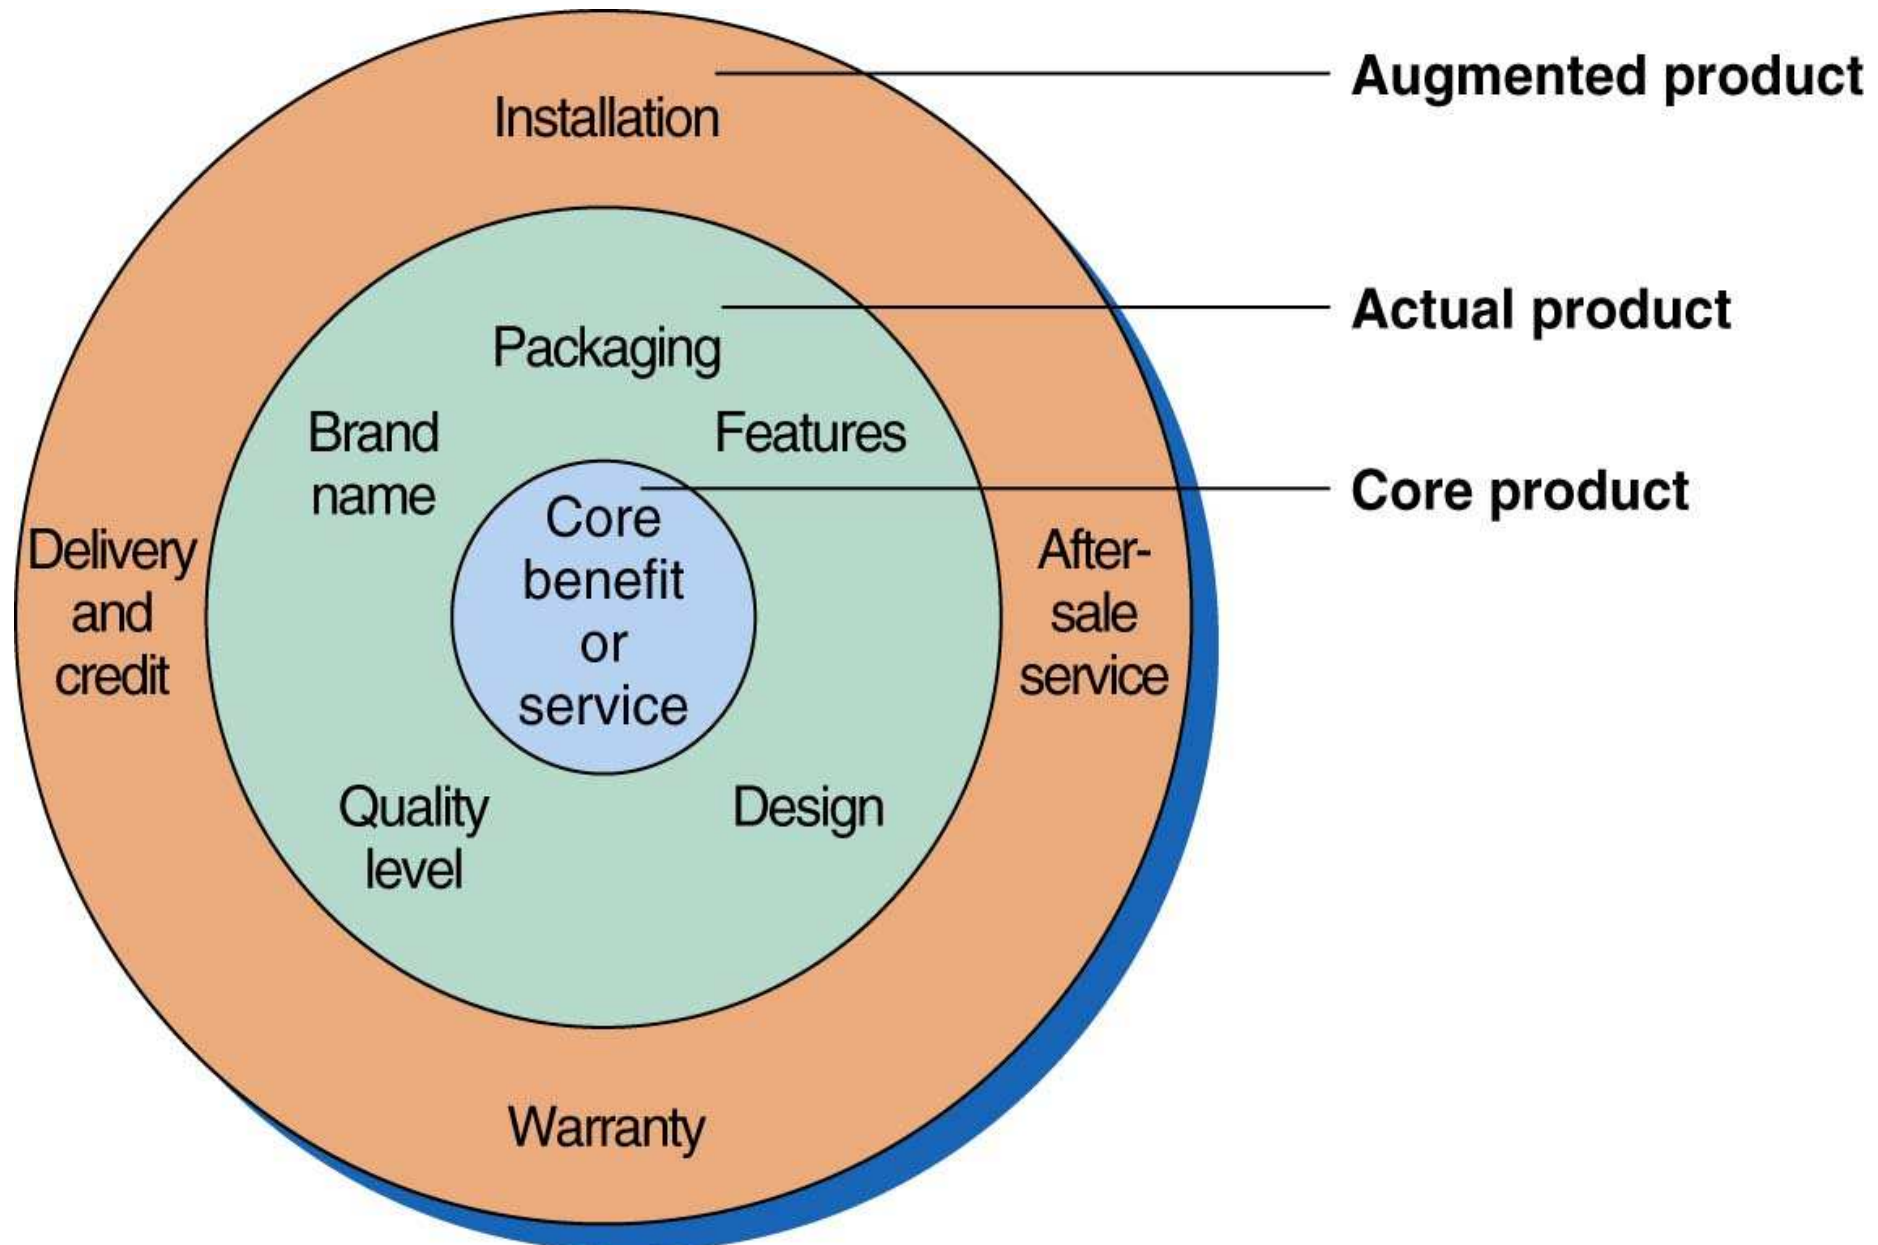 Augmented product
Installation
Actual product
Packaging
Brand
name
Features
Core product
Core
benefit
or
service
Delivery
and
credit
After-
sale
service
Quality
level
Design
Warranty